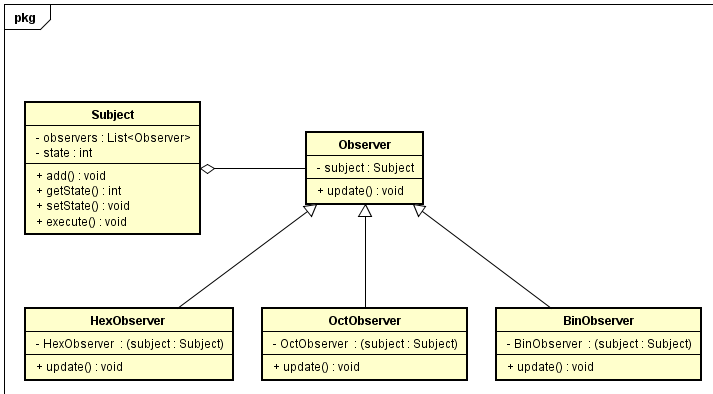 pkg
Subject
- observers : List<Observer>
- state : int
+ add() : void
+ getState() : int
+ setState() : void
+ execute() : void
Observer
- subject : Subject
+ update() : void
HexObserver
- HexObserver : (subject : Subject)
+ update() : void
OctObserver
- OctObserver : (subject : Subject)
+ update() : void
BinObserver
- BinObserver : (subject : Subject)
+ update() : void